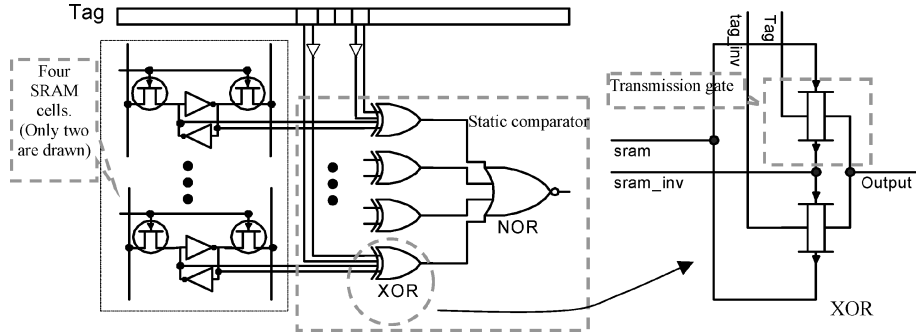 Tag
Four
SRAM
cells.
(Only two
are drawn)
Static comparator
NOR
XOR
tag_inv
Tag
Transmission gate
sram
sram_inv
Output
XOR